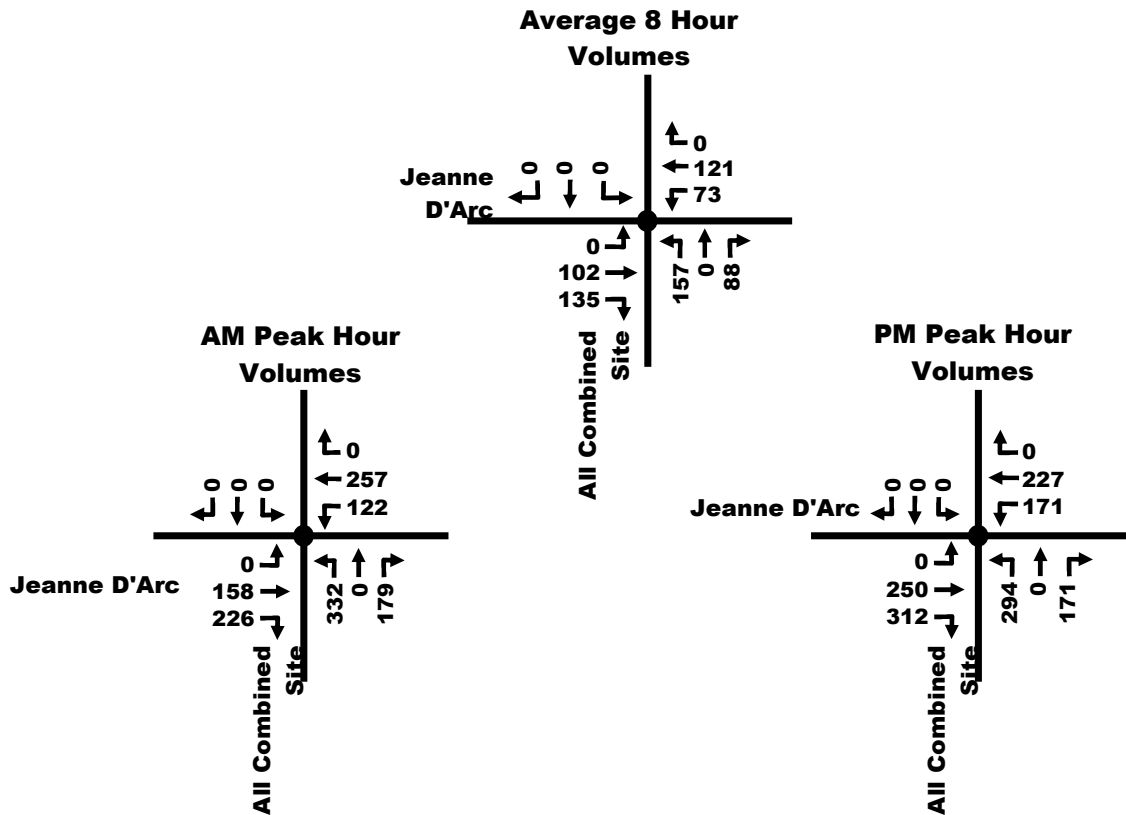 Average 8 Hour
Volumes
0 0 0
0
121
73
Jeanne
D'Arc
0
102
135
157 0 88
All Combined
Site
AM Peak Hour
Volumes
0 0 0
0
257
122
Jeanne D'Arc
0
158
226
332 0 179
All Combined
Site
PM Peak Hour
Volumes
0 0 0
0
227
171
Jeanne D'Arc
0
250
312
294 0 171
All Combined
Site